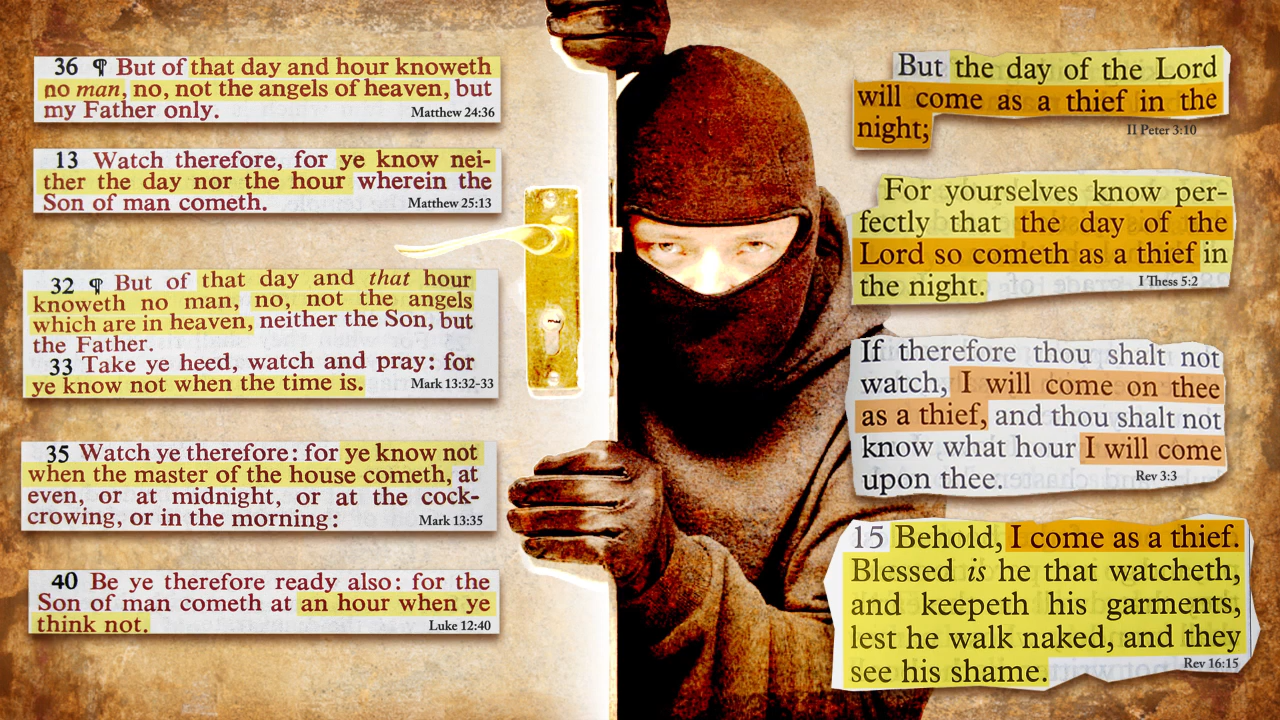 36 ¶ But of that day and hour knoweth
no man, no, not the angels of heaven, but
my Father only.
Matthew 24:36
13 Watch therefore, for ye know nei-
ther the day nor the hour wherein the
Son of man cometh.
Matthew 25:13
32 ¶ But of that day and that hour
knoweth no man, no, not the angels
which are in heaven, neither the Son, but
the Father.
33 Take ye heed, watch and pray: for
ye know not when the time is.
Mark 13:32-33
35 Watch ye therefore: for ye know not
when the master of the house cometh, at
even, or at midnight, or at the cock-
crowing, or in the morning:
Mark 13:35
40 Be ye therefore ready also: for the
Son of man cometh at an hour when ye
think not.
Luke 12:40
But the day of the Lord
will come as a thief in the
night;
II Peter 3:10
For yourselves know per-
fectly that the day of the
Lord so cometh as a thief in
the night.
I Thess 5:2
If therefore thou shalt not
watch, I will come on thee
as a thief, and thou shalt not
know what hour I will come
upon thee.
Rev 3:3
15 Behold, I come as a thief.
Blessed is he that watcheth,
and keepeth his garments,
lest he walk naked, and they
see his shame.
Rev 16:15